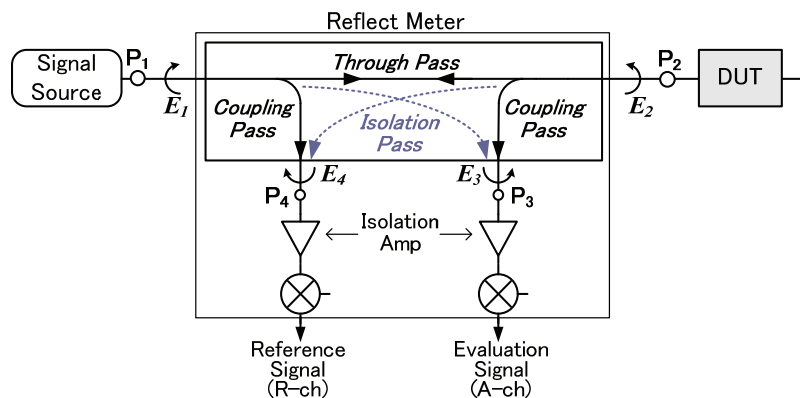 Reflect Meter
Signal
Source
P1
E1
Through Pass
Coupling
Pass
Isolation
Pass
Coupling
Pass
E2
P2
DUT
E4
P4
E3
P3
Isolation
Amp
Reference
Signal
(R-ch)
Evaluation
Signal
(A-ch)